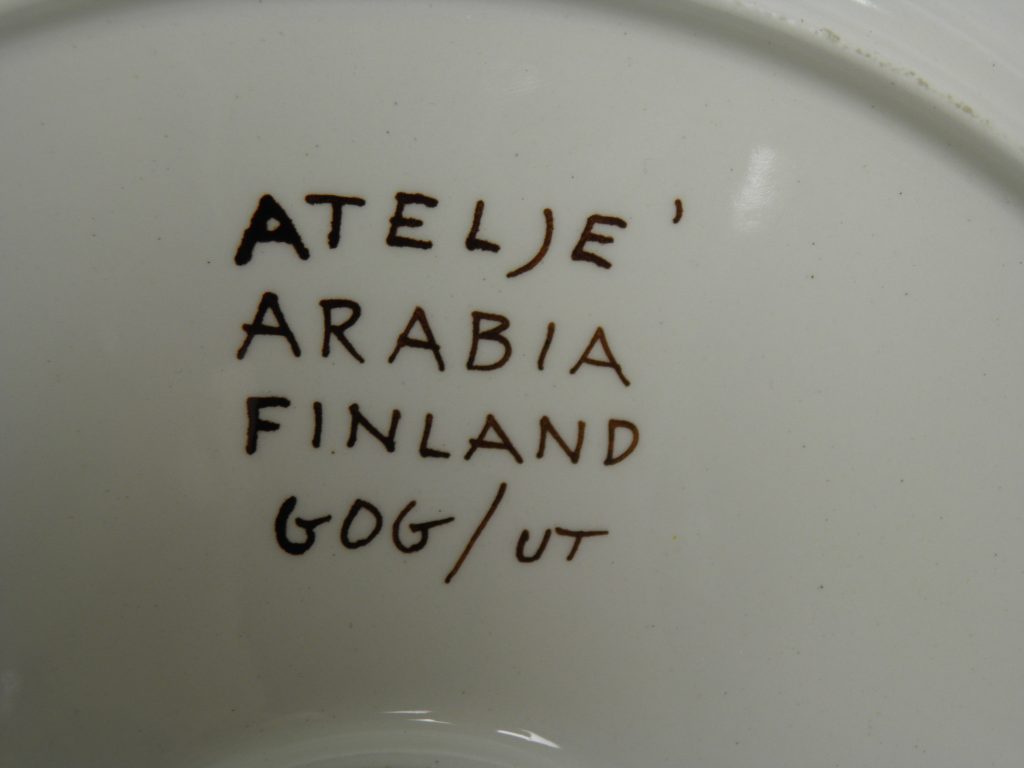 ATELJE'
ARABIA
FINLAND
GOG/UT